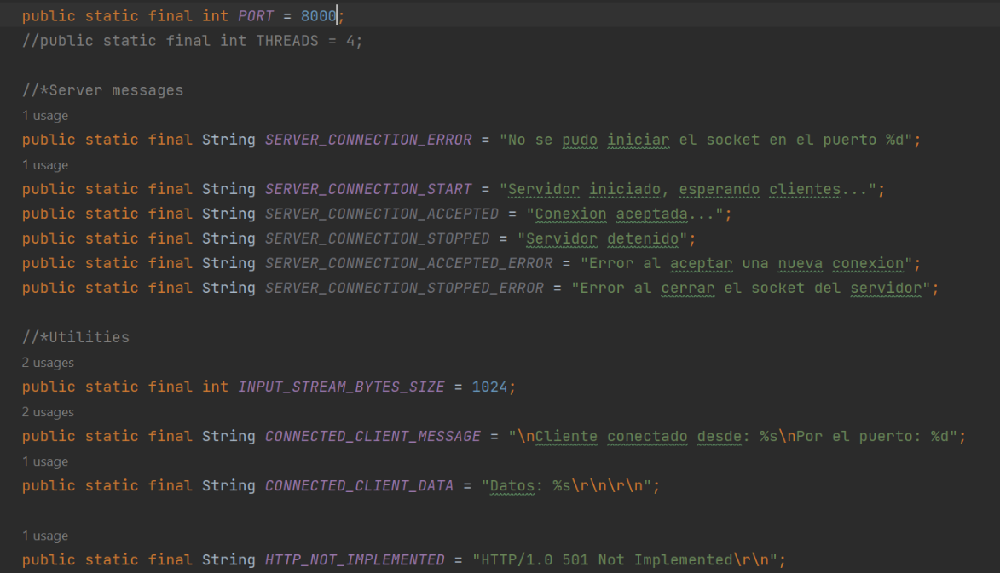 public static final int PORT = 8000;
//public static final int THREADS = 4;
//*Server messages
1 usage
public static final String SERVER_CONNECTION_ERROR = "No se pudo iniciar el socket en el puerto %d";
1 usage
public static final String SERVER_CONNECTION_START = "Servidor iniciado, esperando clientes...";
public static final String SERVER_CONNECTION_ACCEPTED = "Conexion aceptada...";
public static final String SERVER_CONNECTION_STOPPED = "Servidor detenido";
public static final String SERVER_CONNECTION_ACCEPTED_ERROR = "Error al aceptar una nueva conexion";
public static final String SERVER_CONNECTION_STOPPED_ERROR = "Error al cerrar el socket del servidor";
//*Utilities
2 usages
public static final int INPUT_STREAM_BYTES_SIZE = 1024;
2 usages
public static final String CONNECTED_CLIENT_MESSAGE = "\nCliente conectado desde: %s\nPor el puerto: %d";
1 usage
public static final String CONNECTED_CLIENT_DATA = "Datos: %s\r\n\r\n";
1 usage
public static final String HTTP_NOT_IMPLEMENTED = "HTTP/1.0 501 Not Implemented\r\n";